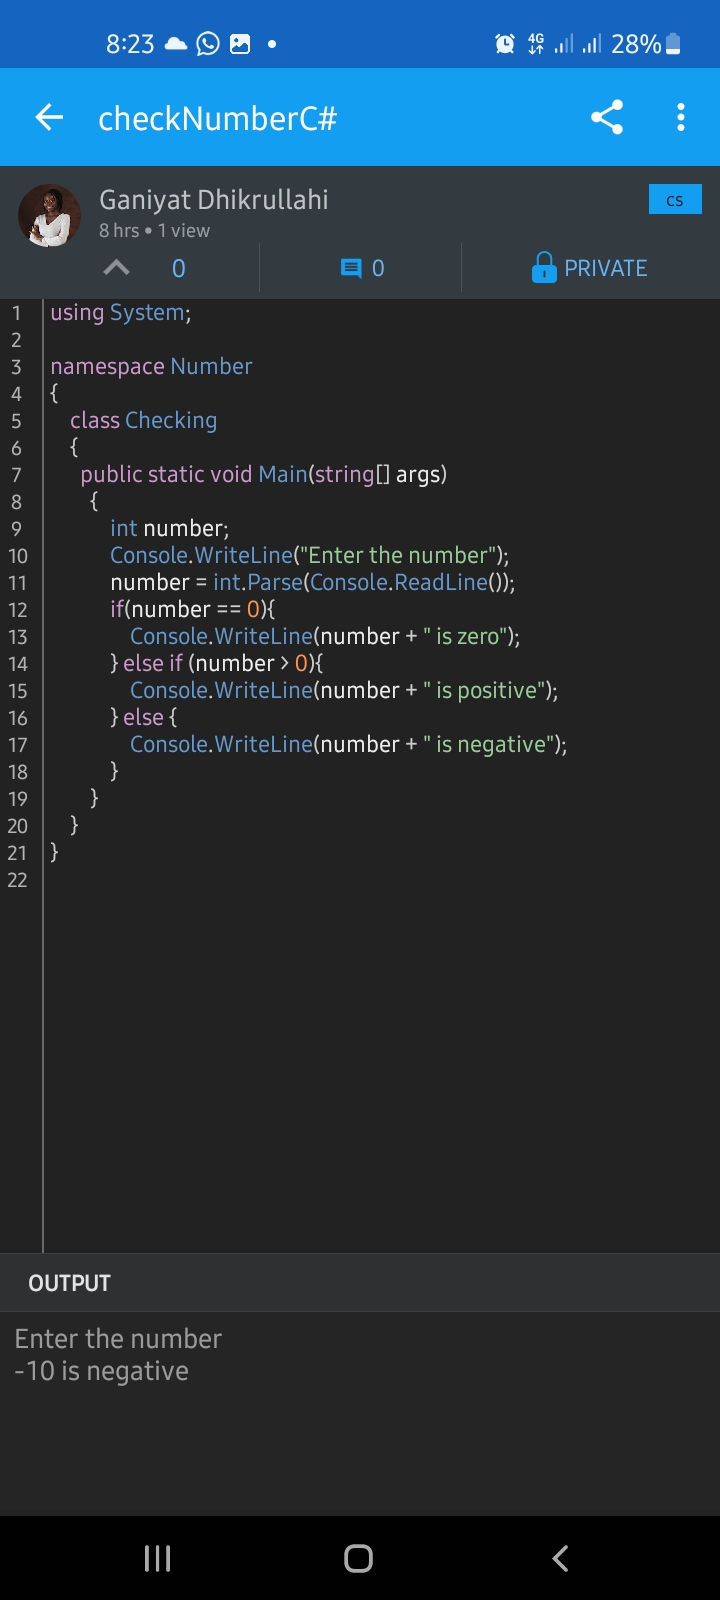 8:23 4G 28%
checkNumberC#
Ganiyat Dhikrullahi cs
8 hrs • 1 view
0 0 PRIVATE
1 using System;
2
3 namespace Number
4 {
5 class Checking
6 {
7 public static void Main(string[] args)
8 {
9 int number;
10 Console.WriteLine("Enter the number");
11 number = int.Parse(Console.ReadLine());
12 if(number == 0){
13 Console.WriteLine(number + " is zero");
14 } else if (number > 0){
15 Console.WriteLine(number + " is positive");
16 } else {
17 Console.WriteLine(number + " is negative");
18 }
19 }
20 }
21 }
22
OUTPUT
Enter the number
-10 is negative